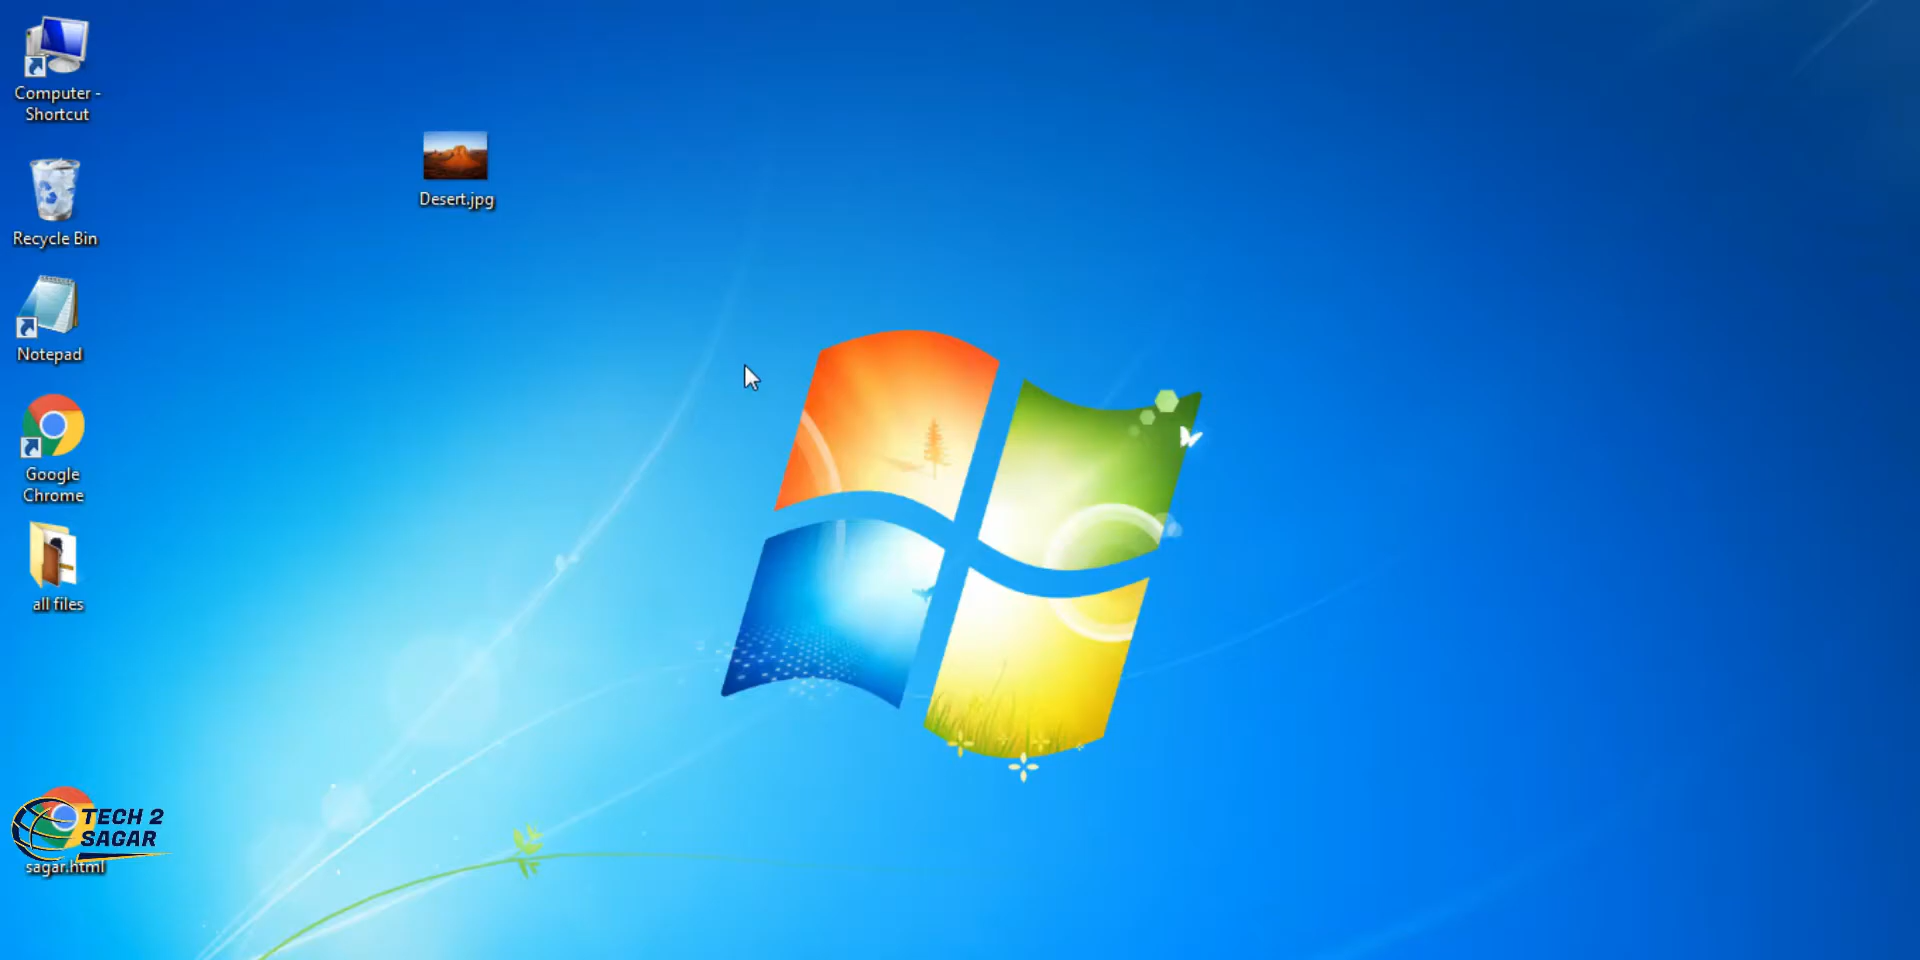 Computer -
Shortcut
Desert.jpg
Recycle Bin
Notepad
Google
Chrome
all files
TECH 2
SAGAR
sagar.html